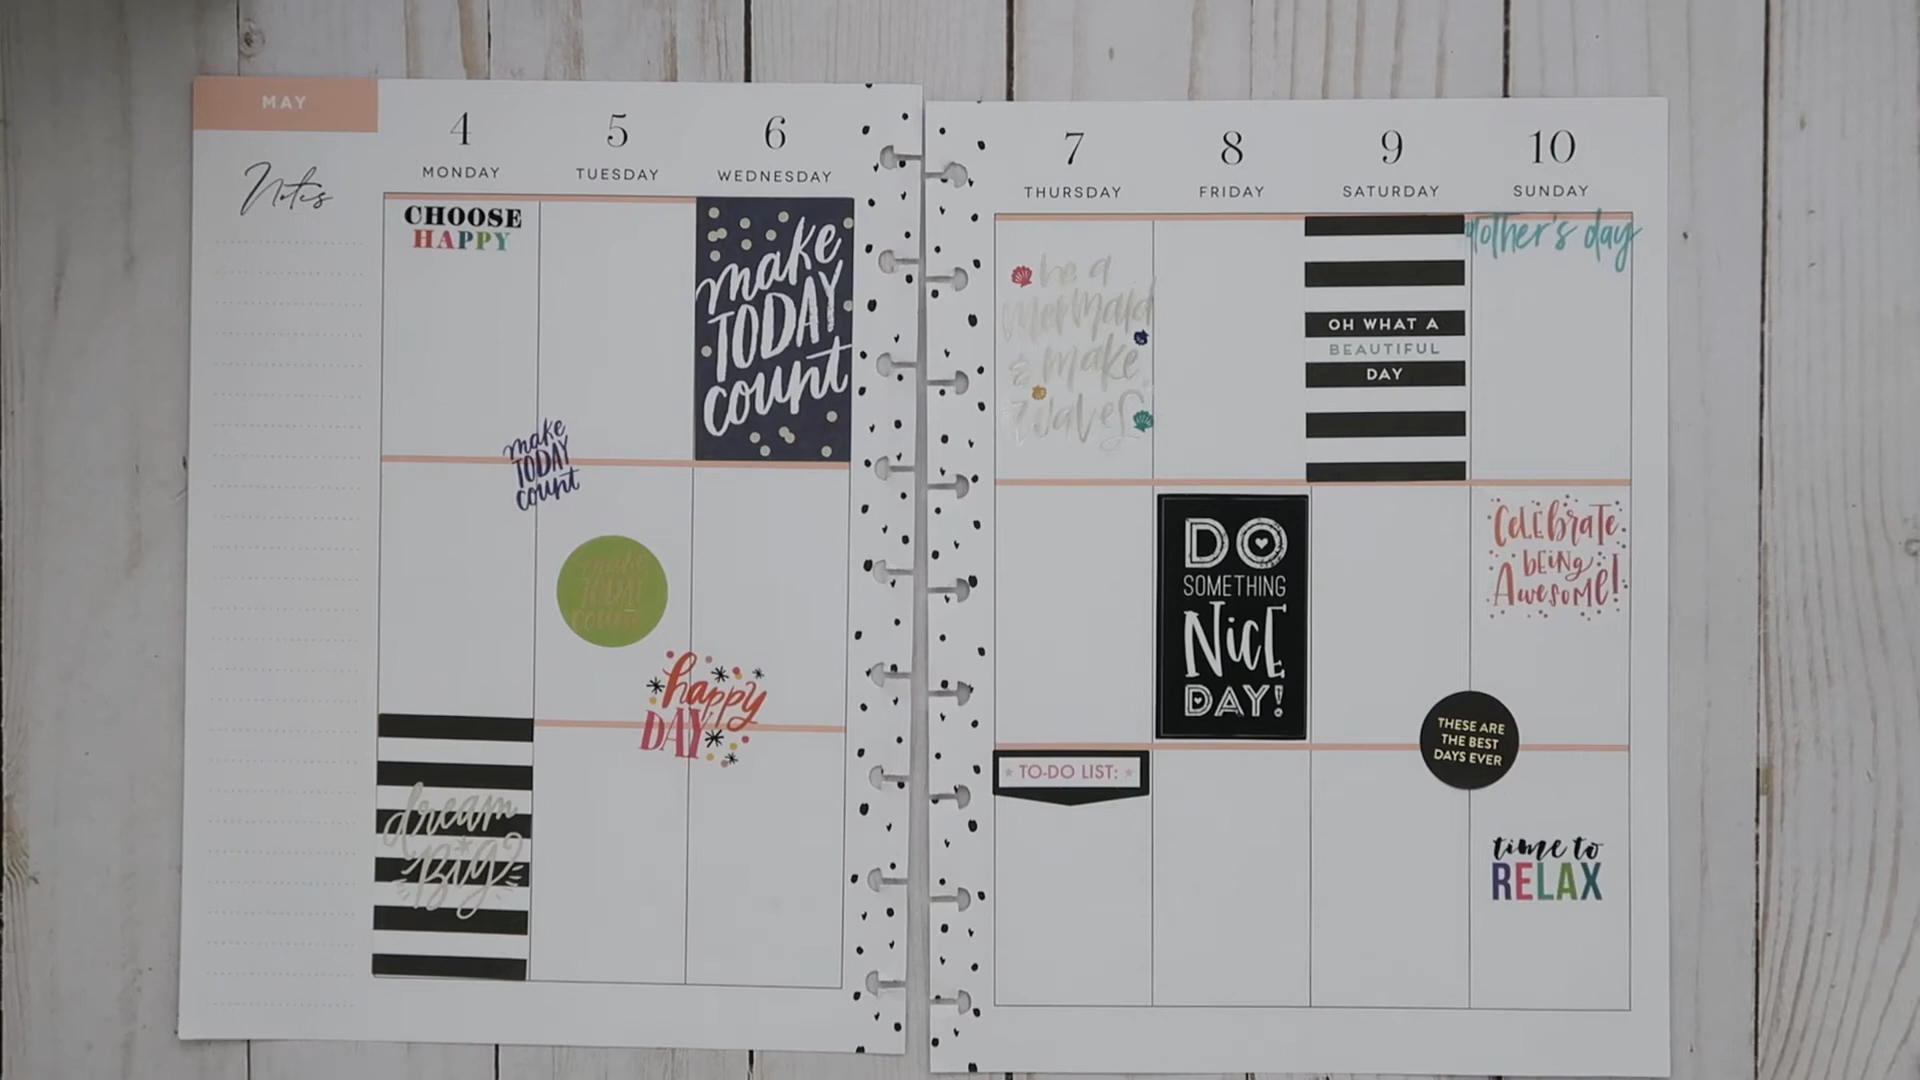 MAY
Notes
4
MONDAY
5
TUESDAY
6
WEDNESDAY
CHOOSE
HAPPY
make
TODAY
count
make
TODAY
count
make
TODAY
count
happy
DAY
dream
BIG
7
THURSDAY
8
FRIDAY
9
SATURDAY
10
SUNDAY
be a
mermaid
& make
waves
OH WHAT A
BEAUTIFUL
DAY
Mother's day
DO
SOMETHING
NICE
DAY!
CELEBRATE
BEING
AWESOME!
THESE ARE
THE BEST
DAYS EVER
TO-DO LIST:
time to
RELAX